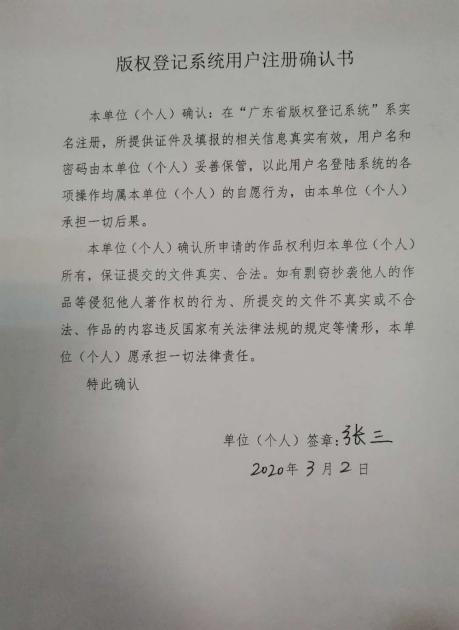 版权登记系统用户注册确认书
本单位（个人）确认：在“广东省版权登记系统”系实
名注册，所提供证件及填报的相关信息真实有效，用户名和
密码由本单位（个人）妥善保管，以此用户名登陆系统的各
项操作均属本单位（个人）的自愿行为，由本单位（个人）
承担一切后果。
本单位（个人）确认所申请的作品权利归本单位（个人）
所有，保证提交的文件真实、合法。如有剽窃抄袭他人的作
品等侵犯他人著作权的行为、所提交的文件不真实或不合
法、作品的内容违反国家有关法律法规的规定等情形，本单
位（个人）愿承担一切法律责任。
特此确认
单位（个人）签章：张三
2020年3月2日